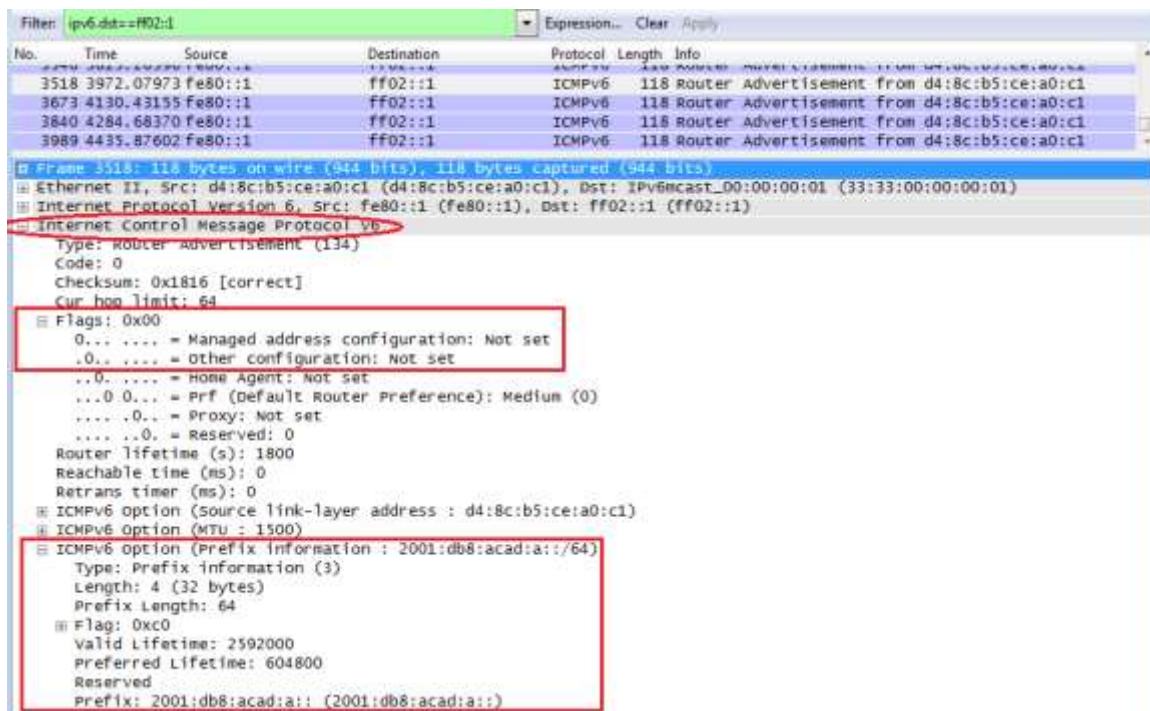 Filter: ipv6.dst==ff02::1 Expression... Clear Apply
No. Time Source Destination Protocol Length Info
3518 3972.07973 fe80::1 ff02::1 ICMPv6 118 Router Advertisement from d4:8c:b5:ce:a0:c1
3673 4130.43155 fe80::1 ff02::1 ICMPv6 118 Router Advertisement from d4:8c:b5:ce:a0:c1
3840 4284.68370 fe80::1 ff02::1 ICMPv6 118 Router Advertisement from d4:8c:b5:ce:a0:c1
3989 4435.87602 fe80::1 ff02::1 ICMPv6 118 Router Advertisement from d4:8c:b5:ce:a0:c1
Frame 3518: 118 bytes on wire (944 bits), 118 bytes captured (944 bits)
Ethernet II, Src: d4:8c:b5:ce:a0:c1 (d4:8c:b5:ce:a0:c1), Dst: IPv6mcast_00:00:00:01 (33:33:00:00:00:01)
Internet Protocol Version 6, Src: fe80::1 (fe80::1), Dst: ff02::1 (ff02::1)
Internet Control Message Protocol v6
Type: Router Advertisement (134)
Code: 0
Checksum: 0x1816 [correct]
Cur hop limit: 64
Flags: 0x00
0... .... = Managed address configuration: Not set
.0.. .... = Other configuration: Not set
..0. .... = Home Agent: Not set
...0 0... = Prf (Default Router Preference): Medium (0)
.... .0.. = Proxy: Not set
.... ..0. = Reserved: 0
Router lifetime (s): 1800
Reachable time (ms): 0
Retrans timer (ms): 0
ICMPv6 Option (Source link-layer address : d4:8c:b5:ce:a0:c1)
ICMPv6 Option (MTU : 1500)
ICMPv6 Option (Prefix information : 2001:db8:acad:a::/64)
Type: Prefix information (3)
Length: 4 (32 bytes)
Prefix Length: 64
Flag: 0xc0
Valid Lifetime: 2592000
Preferred Lifetime: 604800
Reserved
Prefix: 2001:db8:acad:a:: (2001:db8:acad:a::)